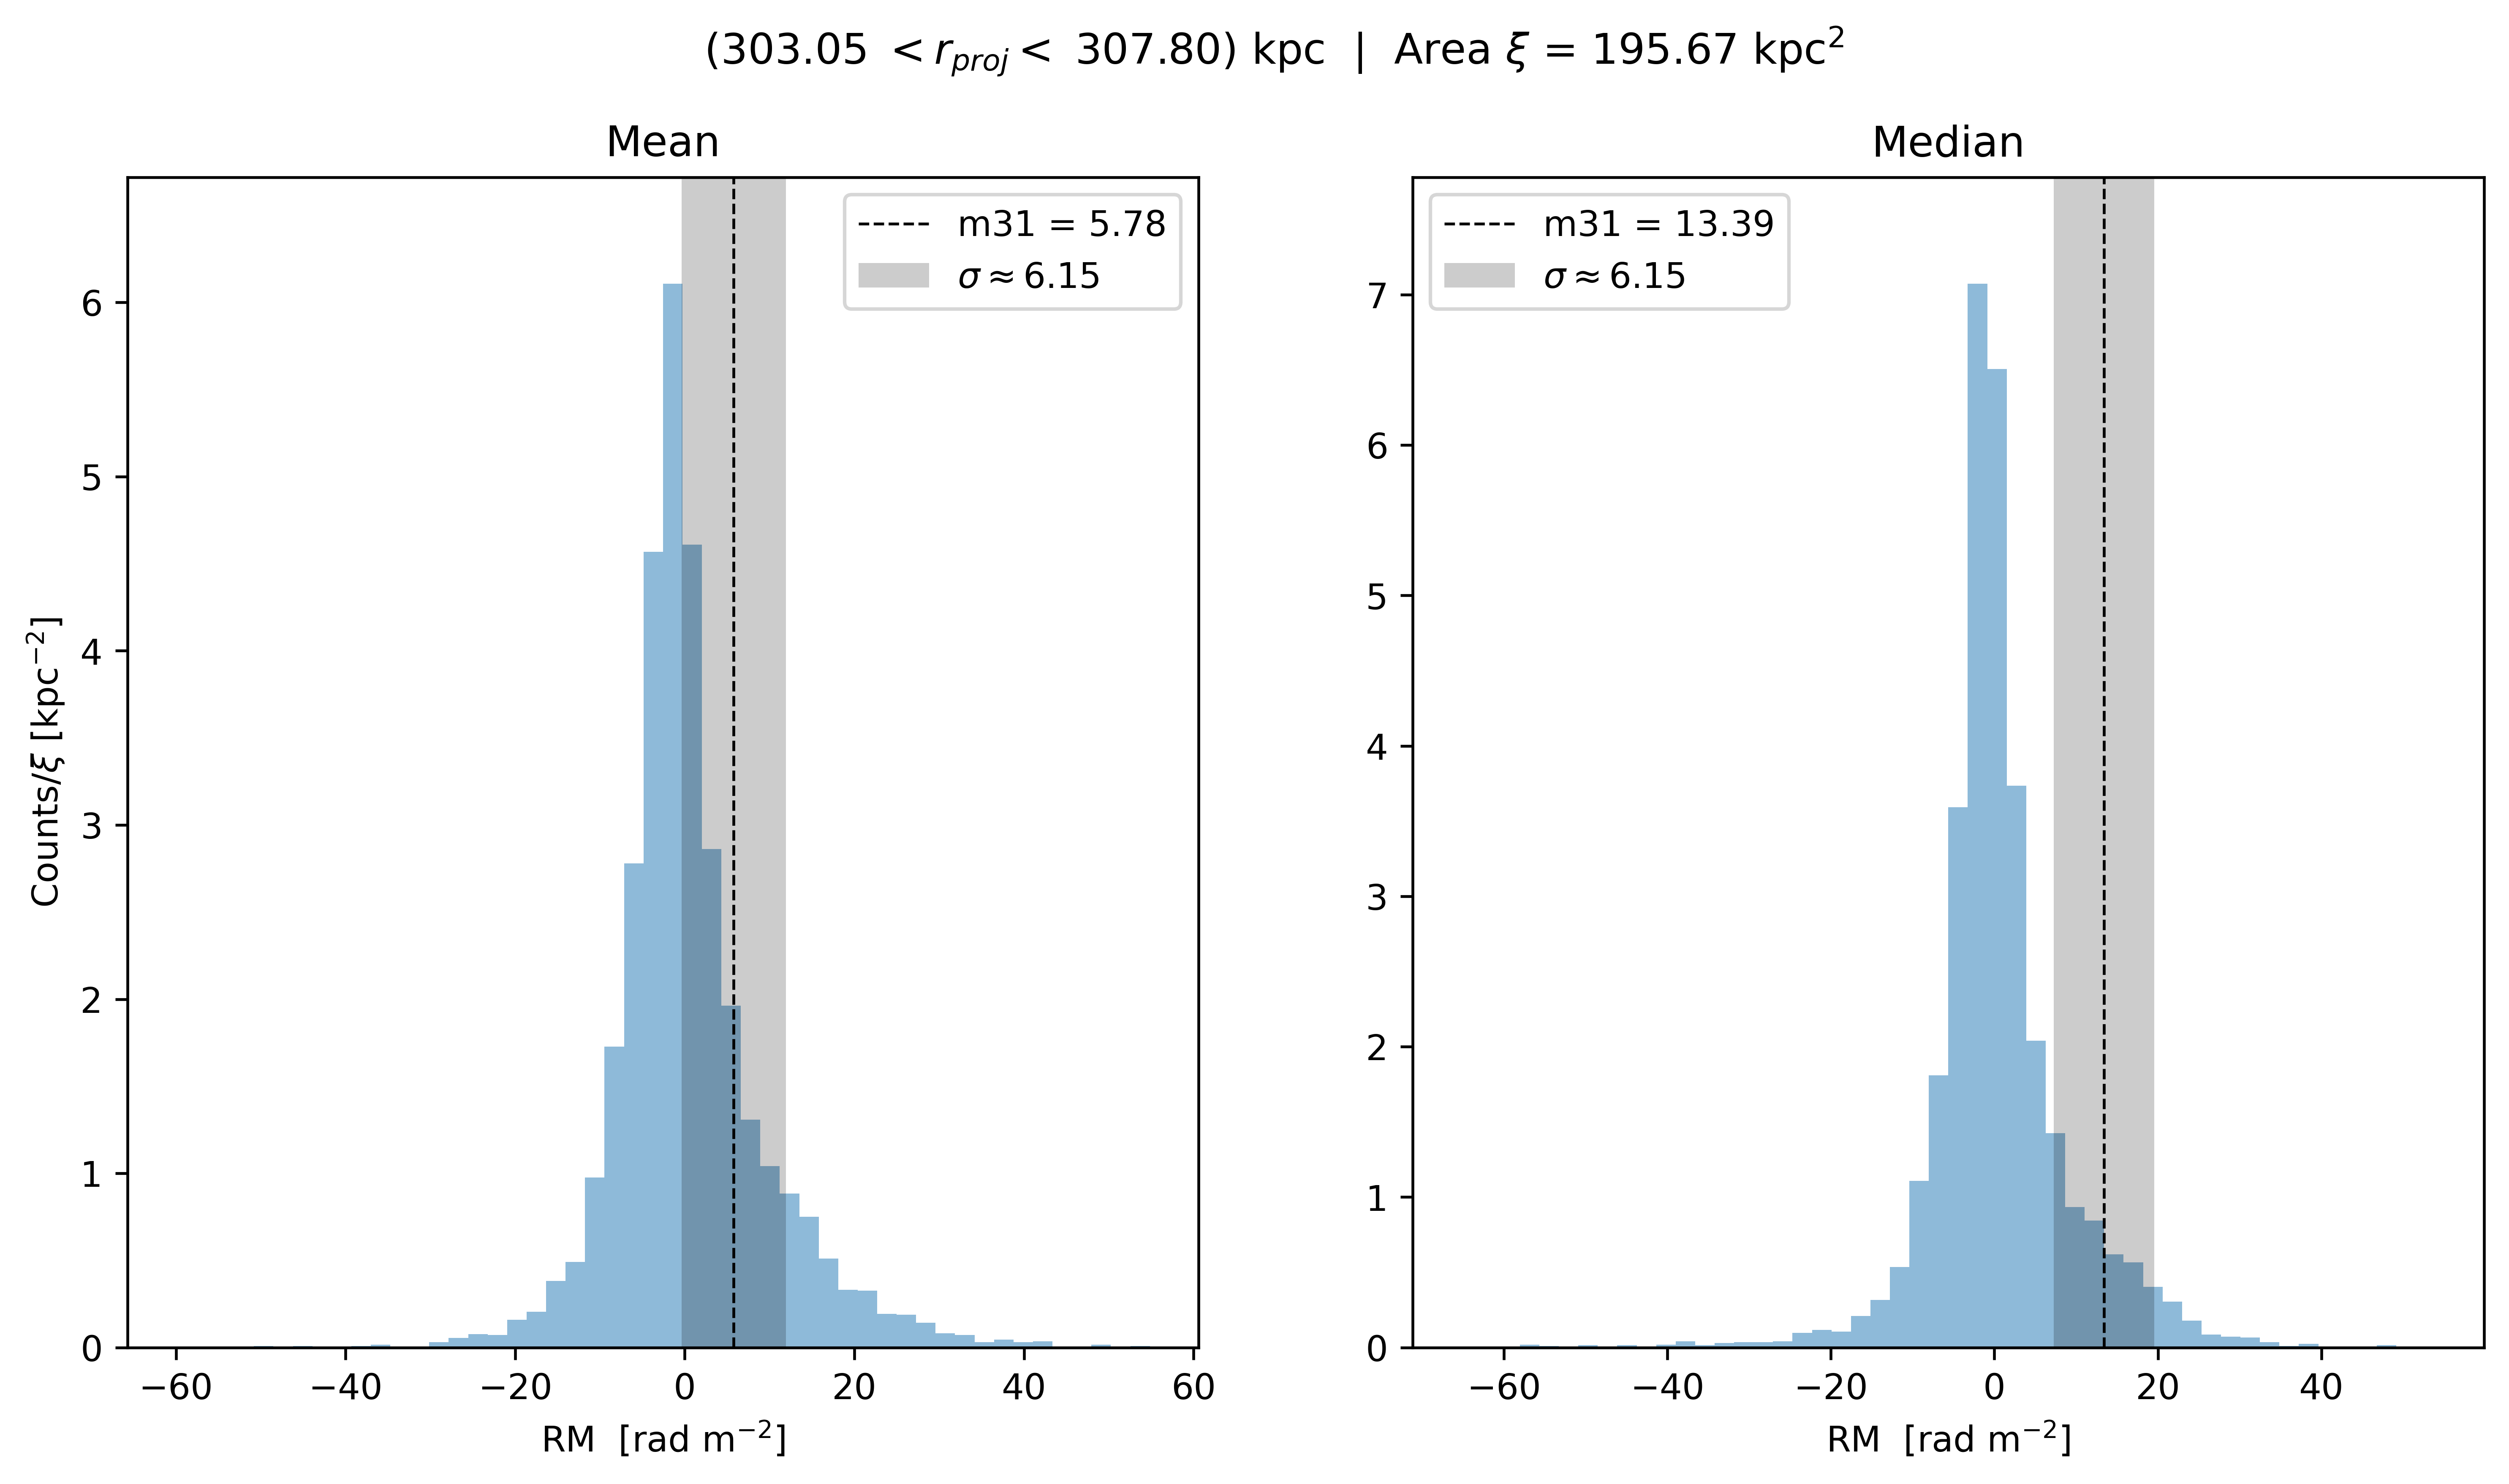 (303.05 < r_proj < 307.80) kpc | Area ξ = 195.67 kpc²
Mean
m31 = 5.78
σ ≈ 6.15
6
5
4
3
2
1
0
Counts/ξ [kpc⁻²]
−60 −40 −20 0 20 40 60
RM [rad m⁻²]
Median
m31 = 13.39
σ ≈ 6.15
7
6
5
4
3
2
1
0
−60 −40 −20 0 20 40
RM [rad m⁻²]